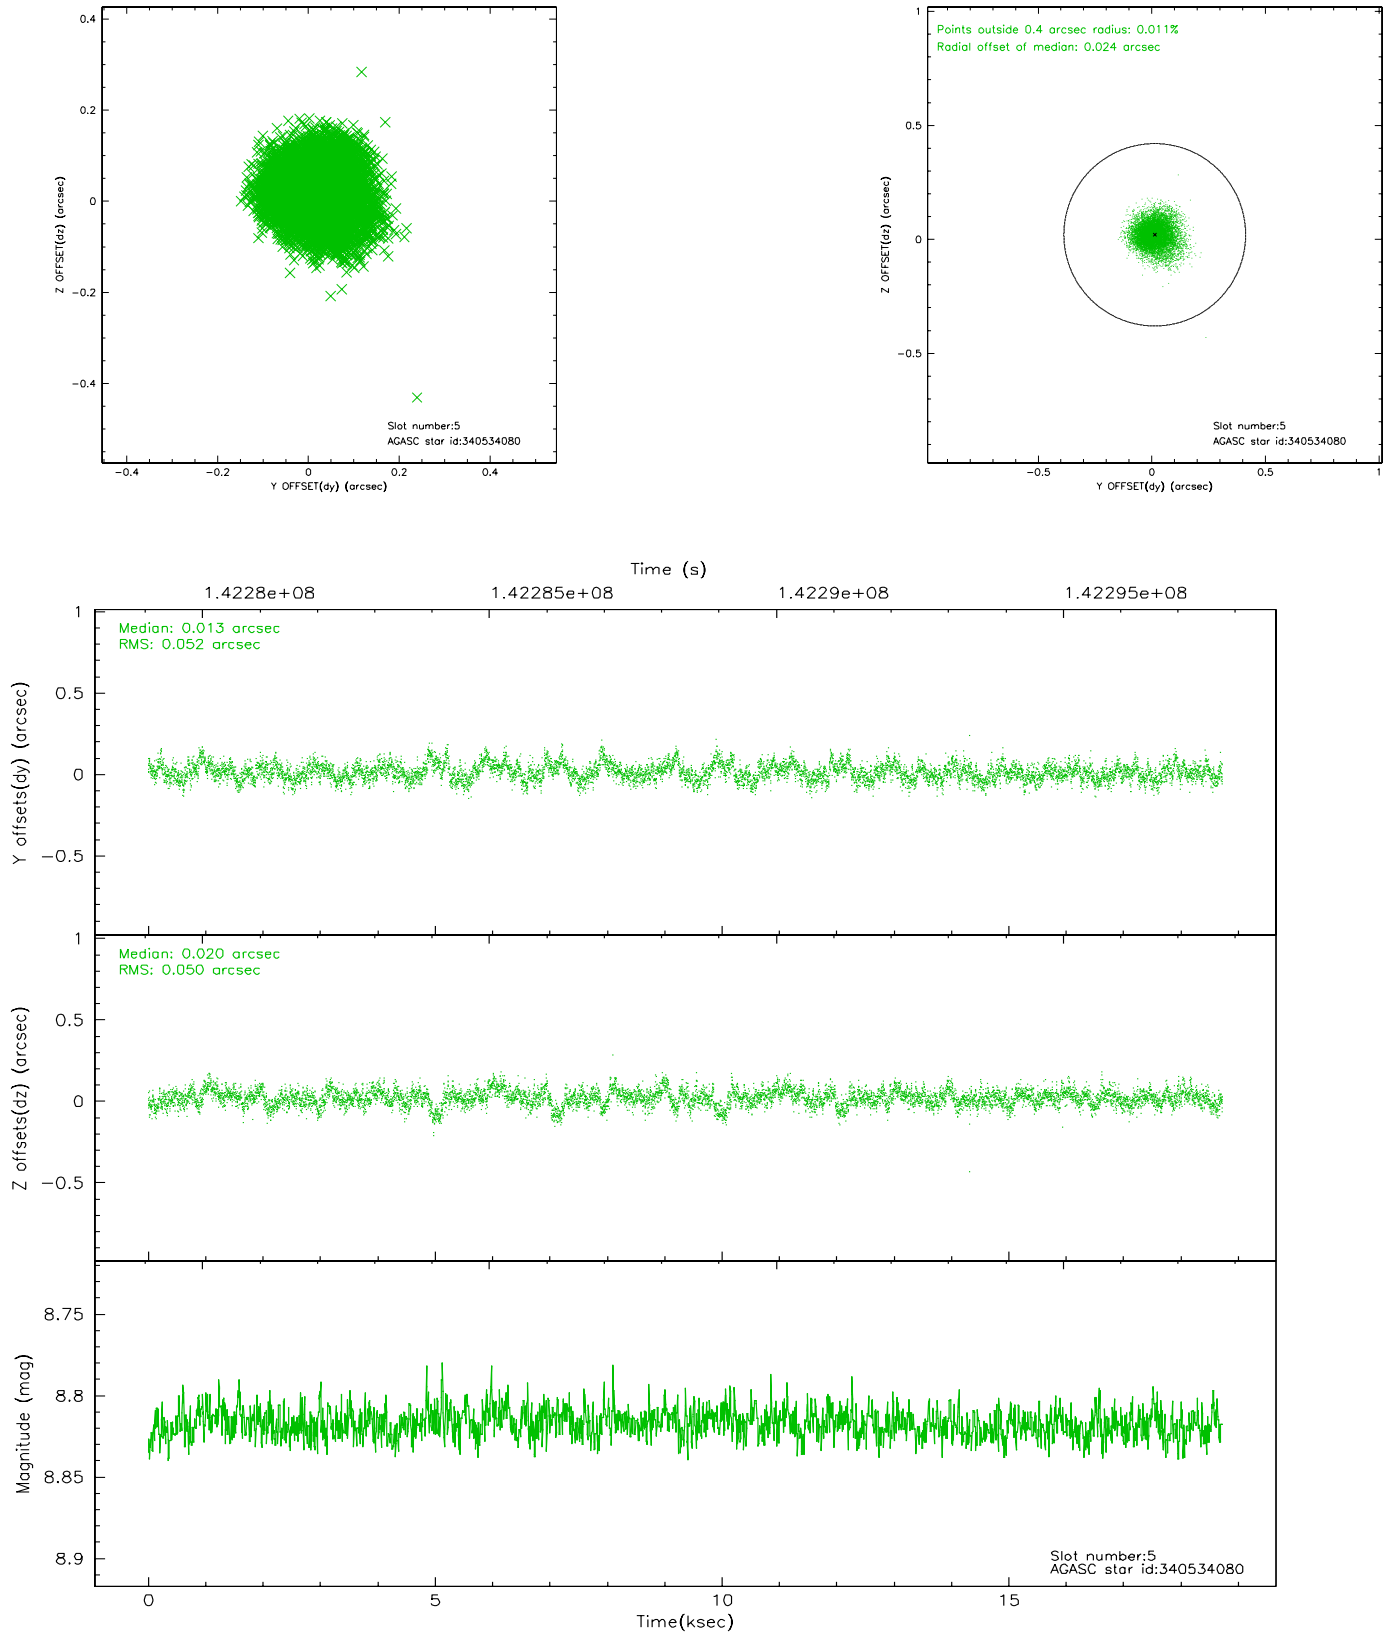 0.4
0.2
0
−0.2
−0.4
Z OFFSET(dz) (arcsec)
Slot number:5
AGASC star id:340534080
−0.4
−0.2
0
0.2
0.4
Y OFFSET(dy) (arcsec)
Points outside 0.4 arcsec radius: 0.011%
Radial offset of median: 0.024 arcsec
1
0.5
0
−0.5
Z OFFSET(dz) (arcsec)
Slot number:5
AGASC star id:340534080
−0.5
0
0.5
1
Y OFFSET(dy) (arcsec)
Time (s)
1.4228e+08
1.42285e+08
1.4229e+08
1.42295e+08
Median: 0.013 arcsec
RMS: 0.052 arcsec
1
0.5
0
−0.5
Y offsets(dy) (arcsec)
Median: 0.020 arcsec
RMS: 0.050 arcsec
1
0.5
0
−0.5
Z offsets(dz) (arcsec)
8.75
8.8
8.85
8.9
Magnitude (mag)
Slot number:5
AGASC star id:340534080
0
5
10
15
Time(ksec)